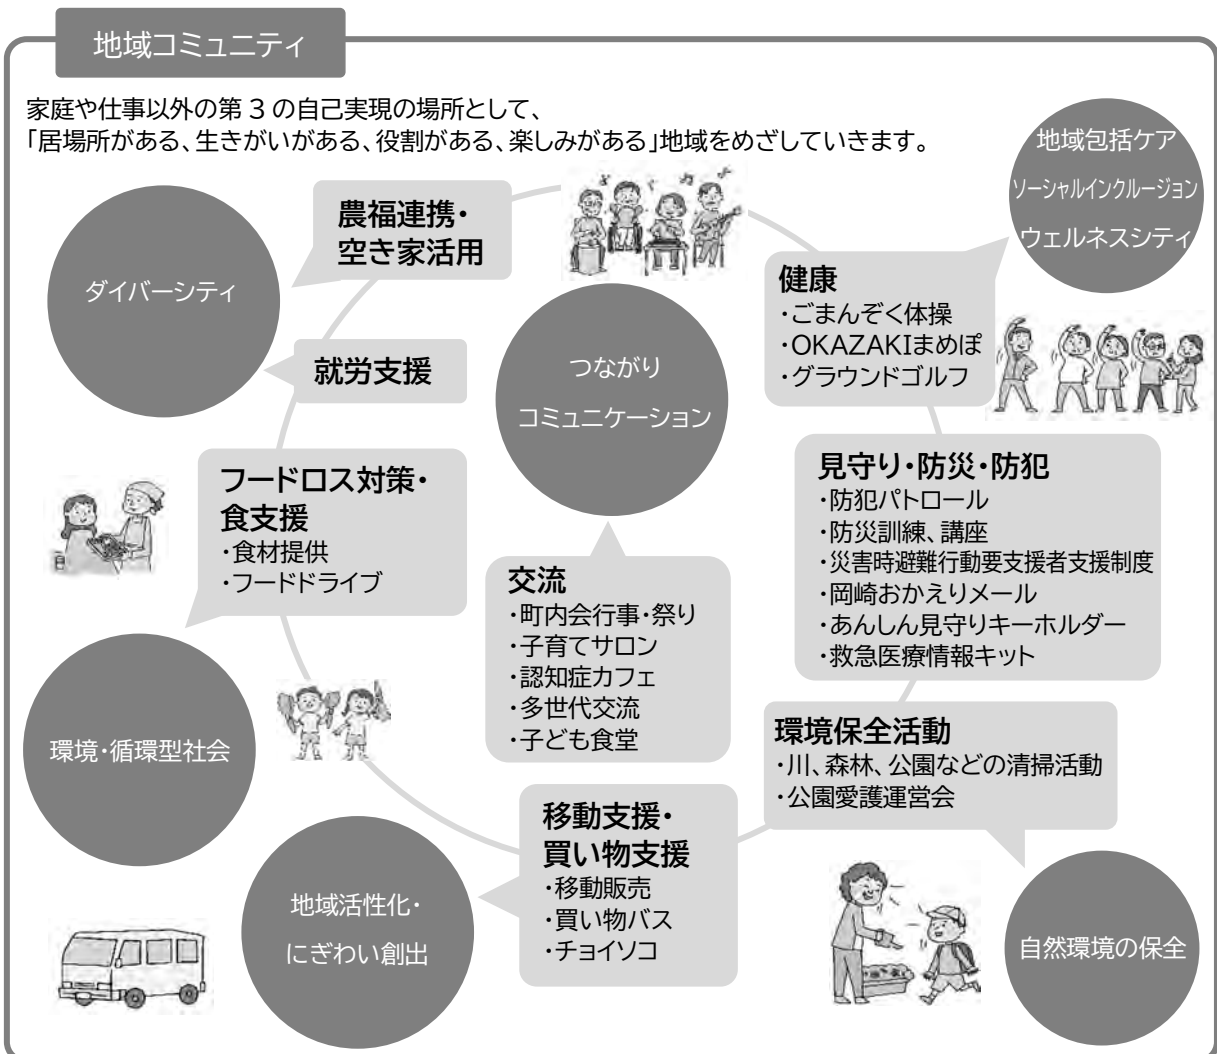 地域コミュニティ
家庭や仕事以外の第3の自己実現の場所として、
「居場所がある、生きがいがある、役割がある、楽しみがある」地域をめざしていきます。
地域包括ケア
ソーシャルインクルージョン
ウェルネスシティ
農福連携・
空き家活用
ダイバーシティ
就労支援
つながり
コミュニケーション
健康
・ごまんぞく体操
・OKAZAKIまめぽ
・グラウンドゴルフ
フードロス対策・
食支援
・食材提供
・フードドライブ
見守り・防災・防犯
・防犯パトロール
・防災訓練、講座
・災害時避難行動要支援者支援制度
・岡崎おかえりメール
・あんしん見守りキーホルダー
・救急医療情報キット
交流
・町内会行事・祭り
・子育てサロン
・認知症カフェ
・多世代交流
・子ども食堂
環境・循環型社会
環境保全活動
・川、森林、公園などの清掃活動
・公園愛護運営会
移動支援・
買い物支援
・移動販売
・買い物バス
・チョイソコ
地域活性化・
にぎわい創出
自然環境の保全